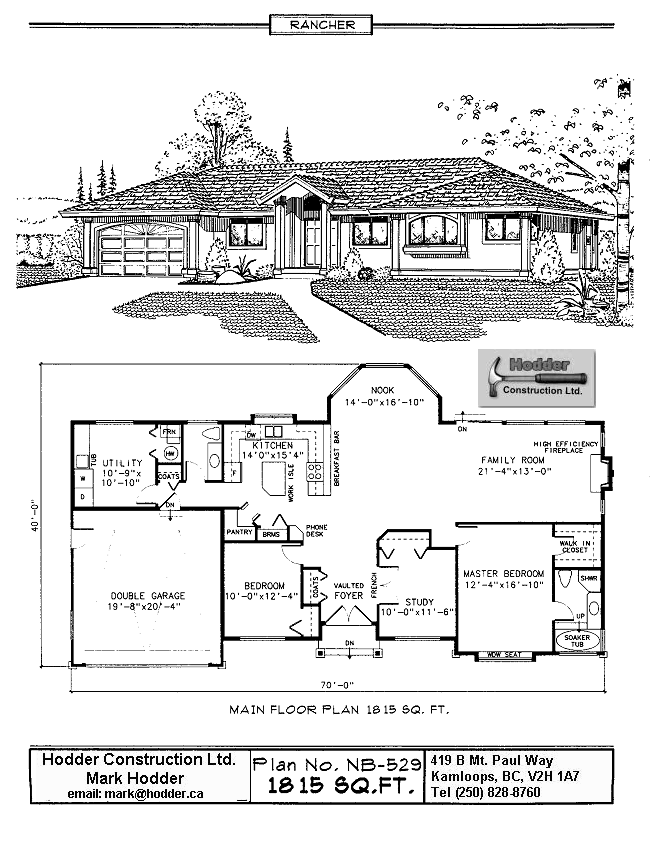 RANCHER
Hodder
Construction Ltd.
NOOK
14'-0"x16'-10"
DN
FRN
HW
TUB
W
D
UTILITY
10'-9"x
10'-10"
COATS
DN
DW
KITCHEN
14'0"x15'4"
F
WORK ISLE
BREAKFAST BAR
HIGH EFFICIENCY
FIREPLACE
FAMILY ROOM
21'-4"x13'-0"
40'-0"
PANTRY
BRMS
PHONE
DESK
WALK IN
CLOSET
DOUBLE GARAGE
19'-8"x20'-4"
BEDROOM
10'-0"x12'-4"
COATS
VAULTED
FOYER
FRENCH
STUDY
10'-0"x11'-6"
MASTER BEDROOM
12'-4"x16'-10"
SHWR
UP
SOAKER
TUB
DN
WDW SEAT
70'-0"
MAIN FLOOR PLAN 1815 SQ. FT.
Hodder Construction Ltd.
Mark Hodder
email: mark@hodder.ca
Plan No. NB-529
1815 SQ.FT.
419 B Mt. Paul Way
Kamloops, BC, V2H 1A7
Tel (250) 828-8760